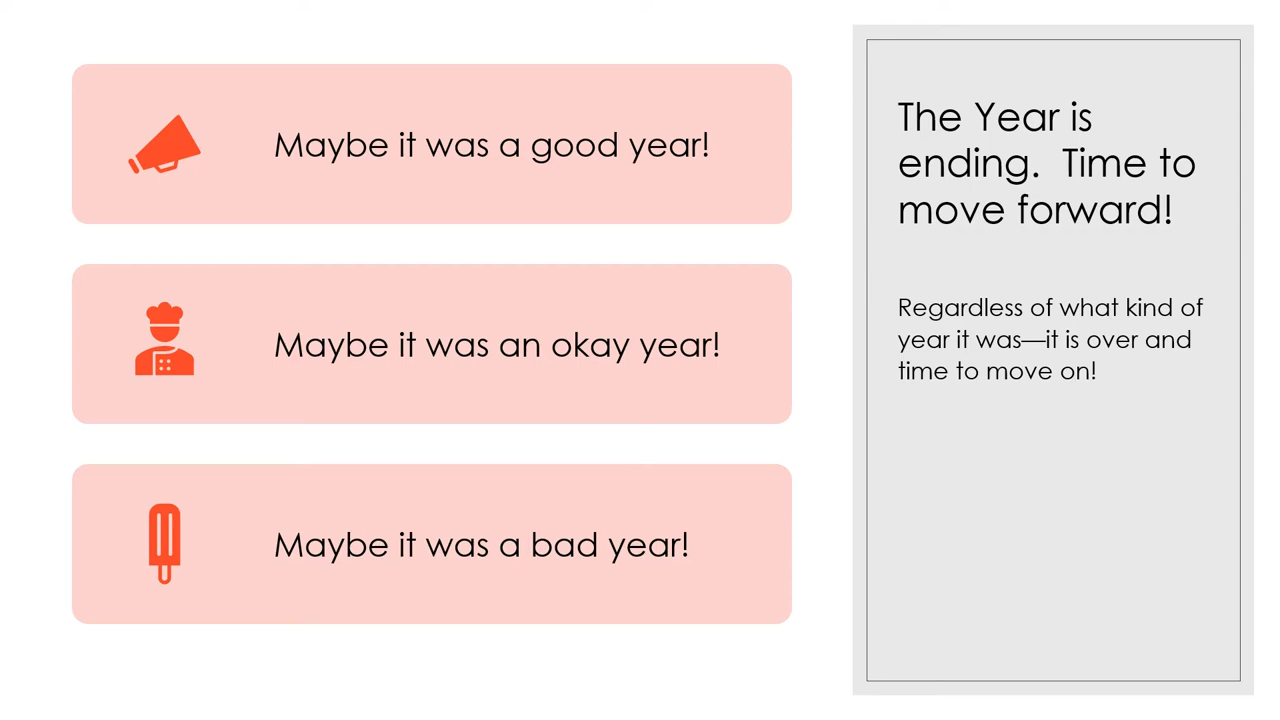 Maybe it was a good year!
Maybe it was an okay year!
Maybe it was a bad year!
The Year is
ending.  Time to
move forward!
Regardless of what kind of
year it was—it is over and
time to move on!